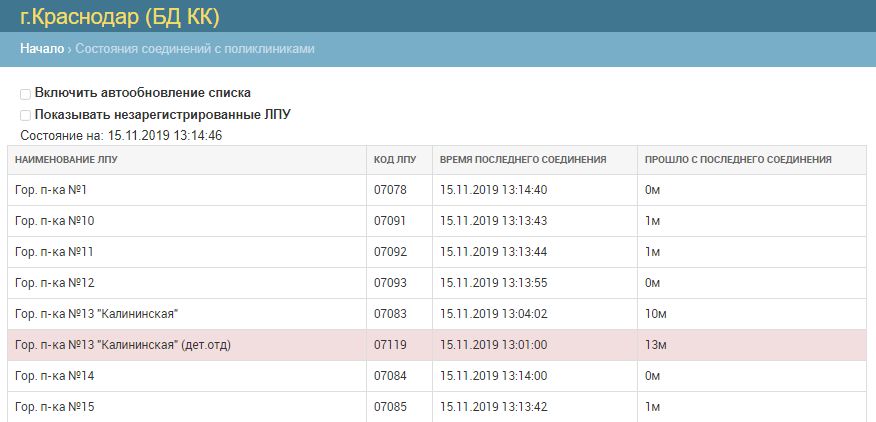 г.Краснодар (БД КК)
Начало › Состояния соединений с поликлиниками
Включить автообновление списка
Показывать незарегистрированные ЛПУ
Состояние на: 15.11.2019 13:14:46
НАИМЕНОВАНИЕ ЛПУ КОД ЛПУ ВРЕМЯ ПОСЛЕДНЕГО СОЕДИНЕНИЯ ПРОШЛО С ПОСЛЕДНЕГО СОЕДИНЕНИЯ
Гор. п-ка №1 07078 15.11.2019 13:14:40 0м
Гор. п-ка №10 07091 15.11.2019 13:13:43 1м
Гор. п-ка №11 07092 15.11.2019 13:13:44 1м
Гор. п-ка №12 07093 15.11.2019 13:13:55 0м
Гор. п-ка №13 "Калининская" 07083 15.11.2019 13:04:02 10м
Гор. п-ка №13 "Калининская" (дет.отд) 07119 15.11.2019 13:01:00 13м
Гор. п-ка №14 07084 15.11.2019 13:14:00 0м
Гор. п-ка №15 07085 15.11.2019 13:13:42 1м